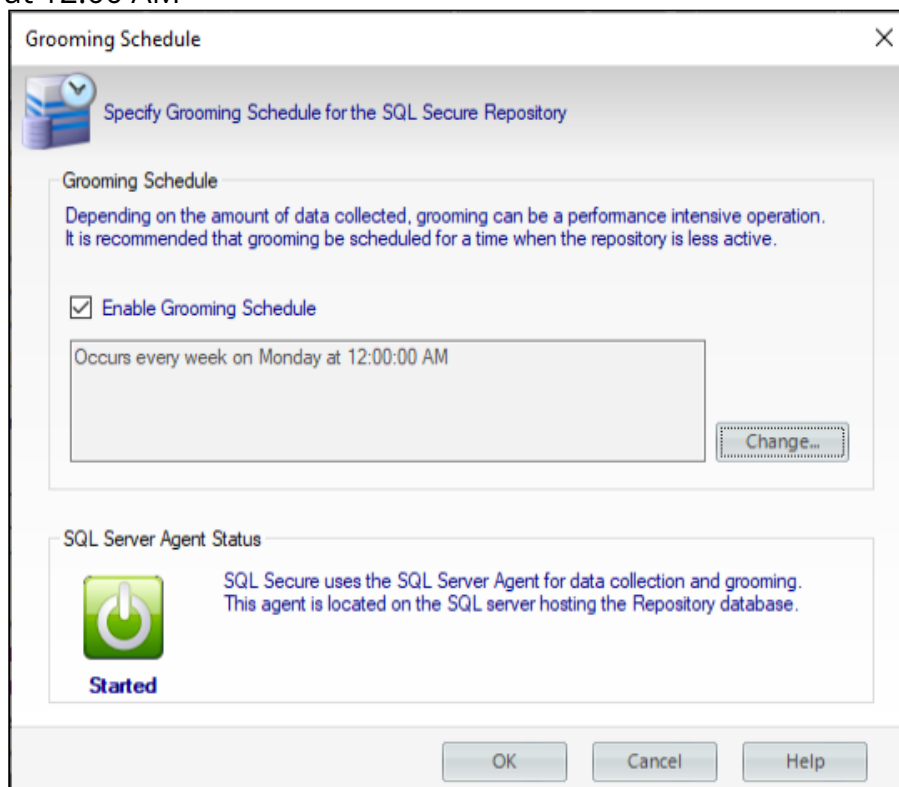 at 12:00 AM
Grooming Schedule
Specify Grooming Schedule for the SQL Secure Repository
Grooming Schedule
Depending on the amount of data collected, grooming can be a performance intensive operation.
It is recommended that grooming be scheduled for a time when the repository is less active.
Enable Grooming Schedule
Occurs every week on Monday at 12:00:00 AM
Change...
SQL Server Agent Status
SQL Secure uses the SQL Server Agent for data collection and grooming.
This agent is located on the SQL server hosting the Repository database.
Started
OK
Cancel
Help